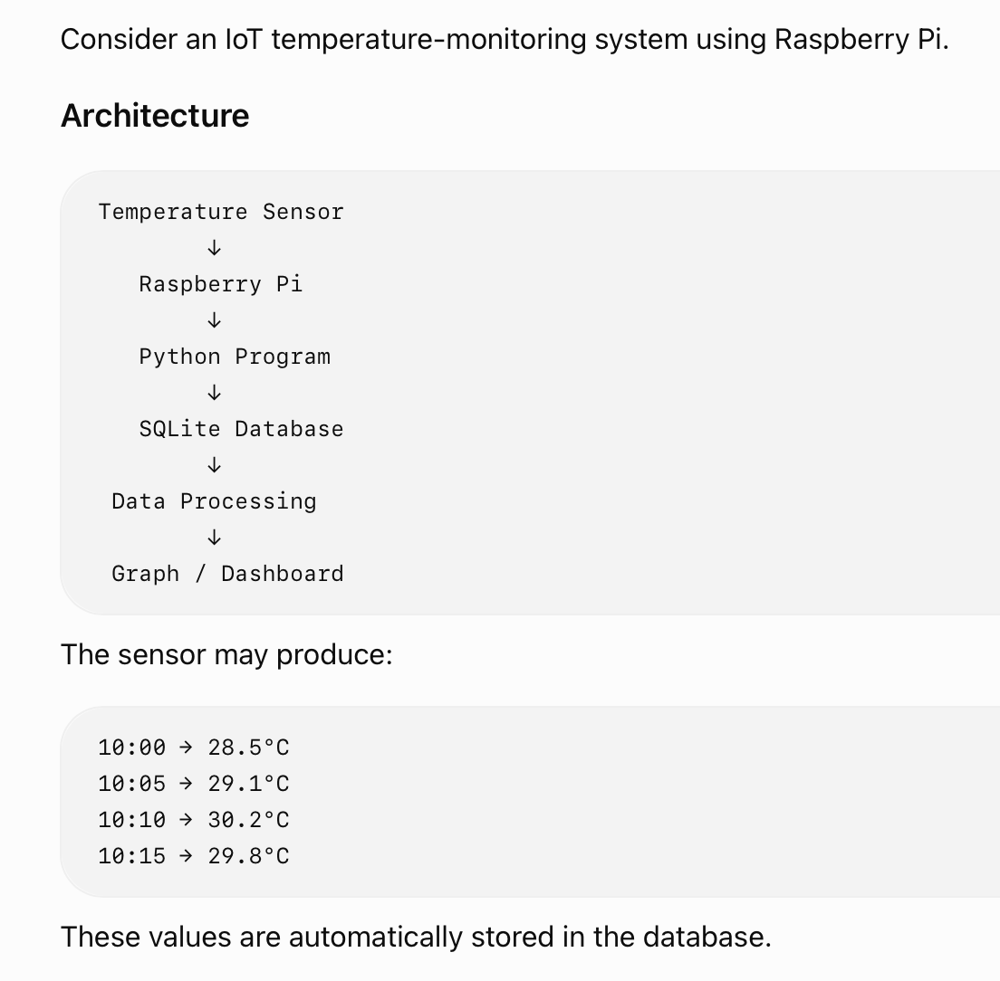 Consider an IoT temperature-monitoring system using Raspberry Pi.
Architecture
Temperature Sensor
↓
Raspberry Pi
↓
Python Program
↓
SQLite Database
↓
Data Processing
↓
Graph / Dashboard
The sensor may produce:
10:00 → 28.5°C
10:05 → 29.1°C
10:10 → 30.2°C
10:15 → 29.8°C
These values are automatically stored in the database.